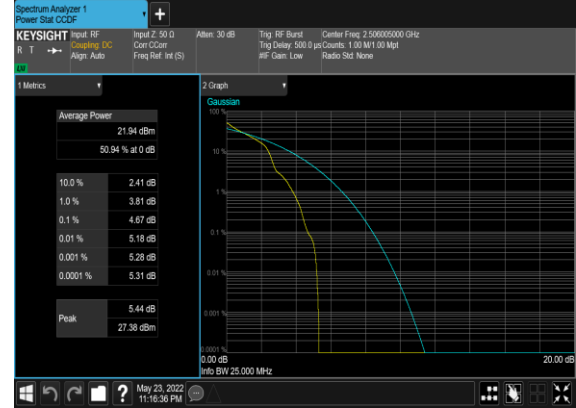 Spectrum Analyzer 1
Power Stat CCDF
KEYSIGHT
R T
LXI
Input: RF
Coupling: DC
Align: Auto
Input Z: 50 Ω
Corr CCorr
Freq Ref: Int (S)
Atten: 30 dB
Trig: RF Burst
Trig Delay: 500.0 µs
#IF Gain: Low
Center Freq: 2.506005000 GHz
Counts: 1.00 M/1.00 Mpt
Radio Std: None
1 Metrics
Average Power
21.94 dBm
50.94 % at 0 dB
10.0 % 2.41 dB
1.0 % 3.81 dB
0.1 % 4.67 dB
0.01 % 5.18 dB
0.001 % 5.28 dB
0.0001 % 5.31 dB
Peak
5.44 dB
27.38 dBm
2 Graph
Gaussian
100 %
10 %
1 %
0.1 %
0.01 %
0.001 %
0.0001 %
0.00 dB
20.00 dB
Info BW 25.000 MHz
?
May 23, 2022
11:16:36 PM